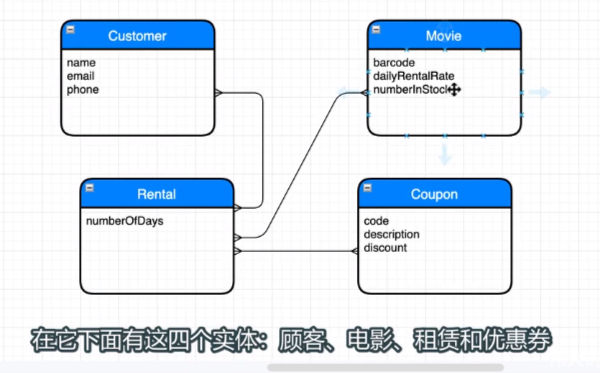 Customer
name
email
phone
Movie
barcode
dailyRentalRate
numberInStock
Rental
numberOfDays
Coupon
code
description
discount
在它下面有这四个实体：顾客、电影、租赁和优惠券